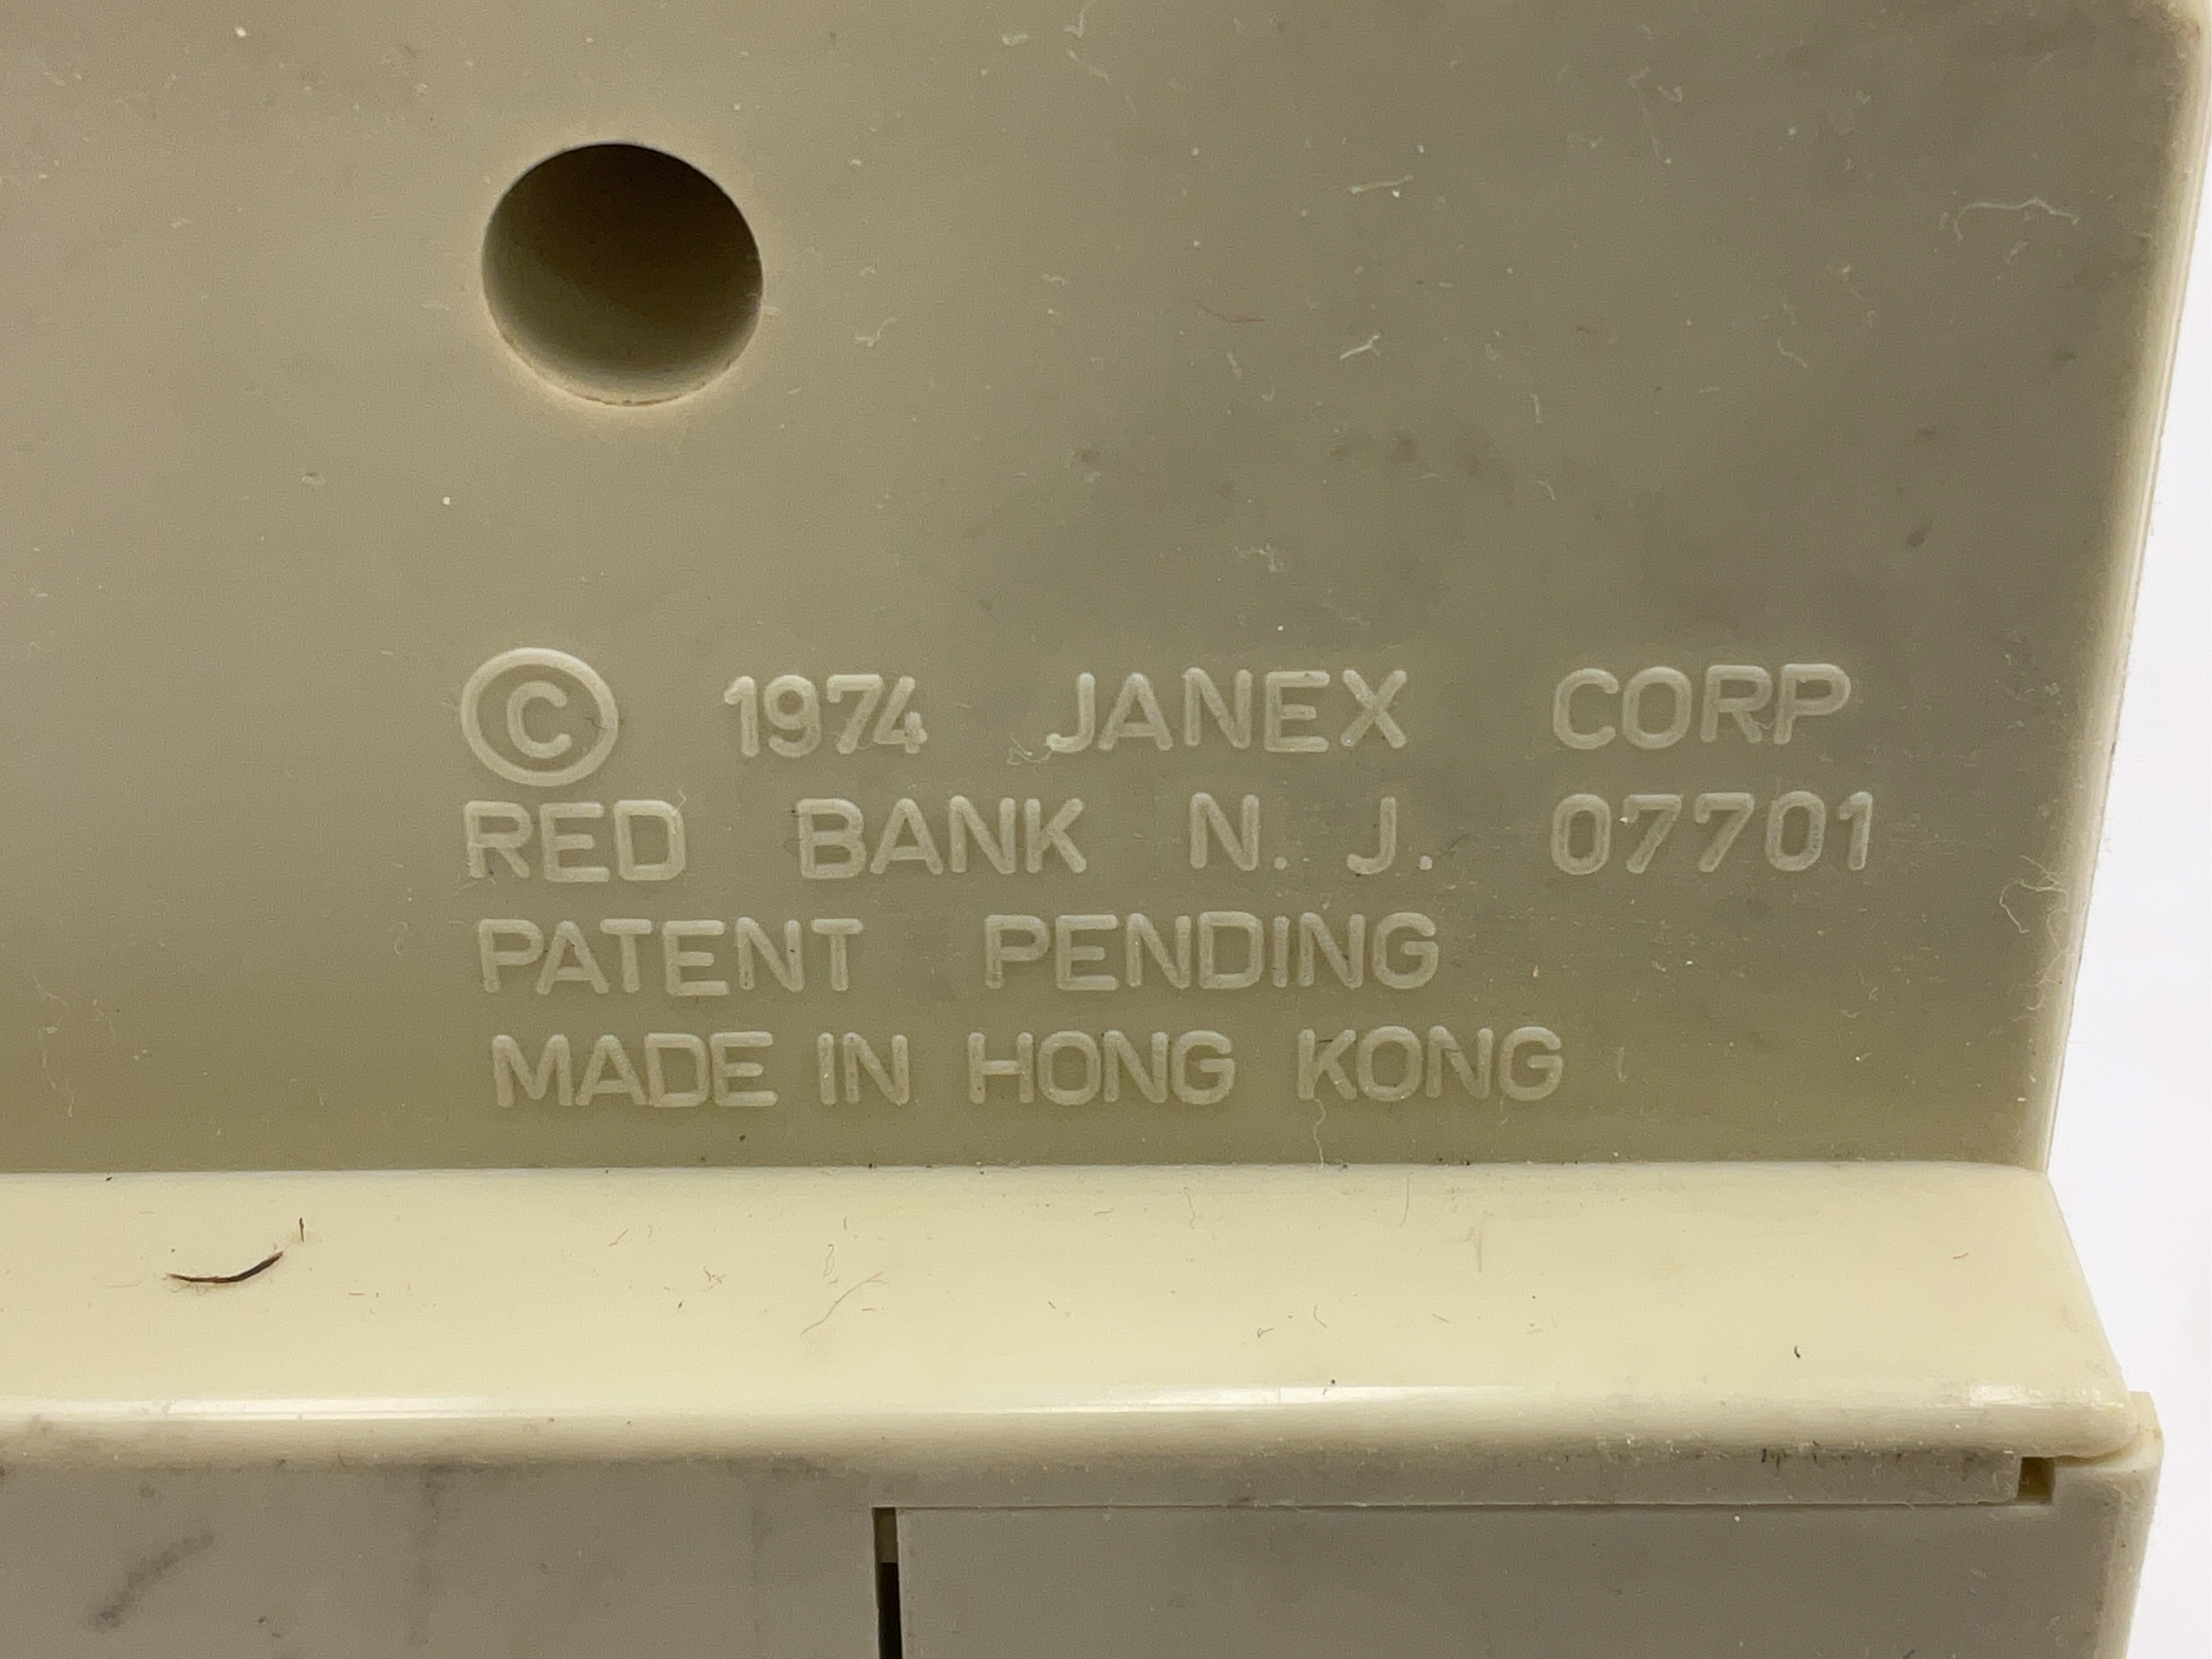 © 1974 JANEX CORP
RED BANK N. J. 07701
PATENT PENDING
MADE IN HONG KONG